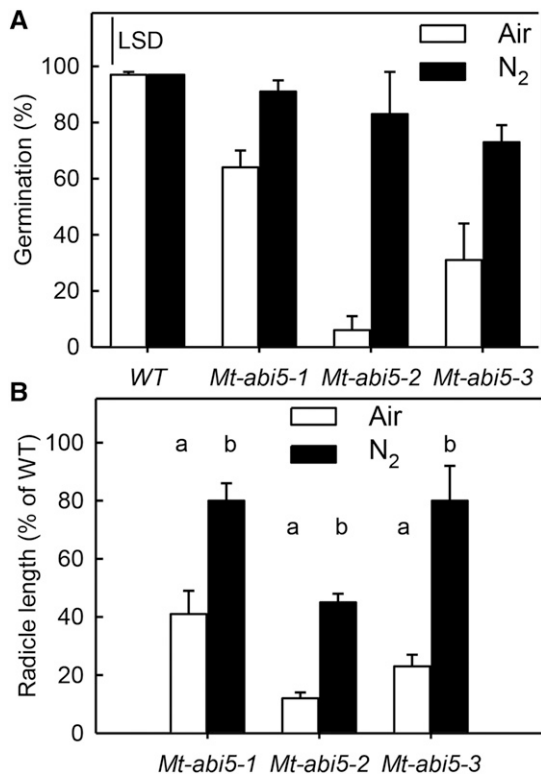 A
LSD
Air
N2
Germination (%)
100
80
60
40
20
0
WT Mt-abi5-1 Mt-abi5-2 Mt-abi5-3
B
Air
N2
Radicle length (% of WT)
100
80
60
40
20
0
a b
a b
a b
Mt-abi5-1 Mt-abi5-2 Mt-abi5-3